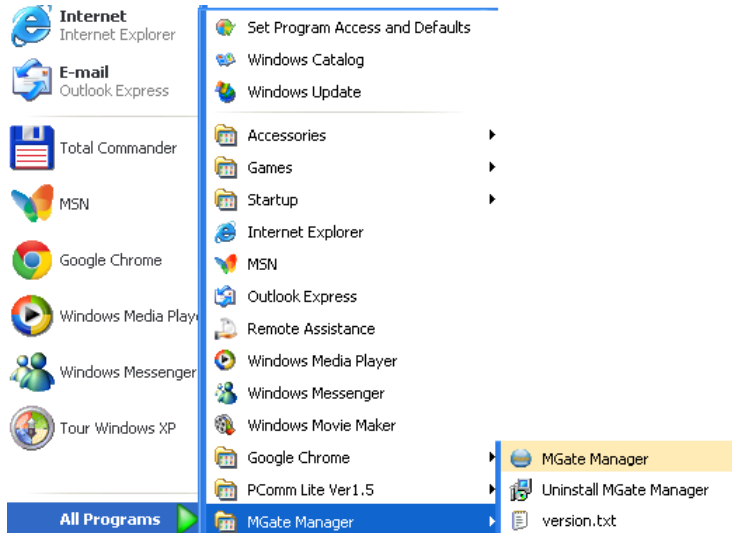 Internet
Internet Explorer
E-mail
Outlook Express
Total Commander
MSN
Google Chrome
Windows Media Play
Windows Messenger
Tour Windows XP
All Programs
Set Program Access and Defaults
Windows Catalog
Windows Update
Accessories
Games
Startup
Internet Explorer
MSN
Outlook Express
Remote Assistance
Windows Media Player
Windows Messenger
Windows Movie Maker
Google Chrome
PComm Lite Ver1.5
MGate Manager
MGate Manager
Uninstall MGate Manager
version.txt